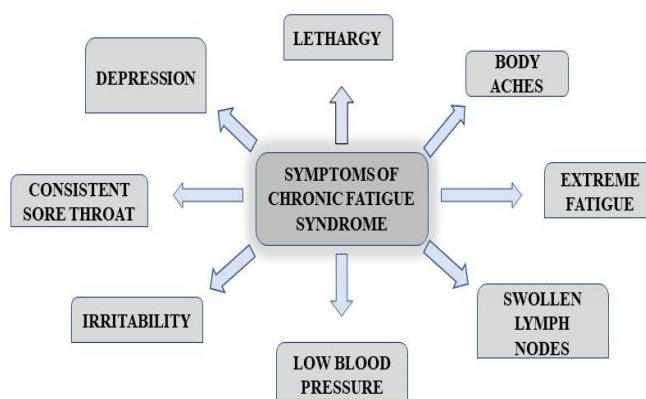 LETHARGY
DEPRESSION
BODY
ACHES
SYMPTOMS OF
CHRONIC FATIGUE
SYNDROME
CONSISTENT
SORE THROAT
EXTREME
FATIGUE
IRRITABILITY
SWOLLEN
LYMPH
NODES
LOW BLOOD
PRESSURE